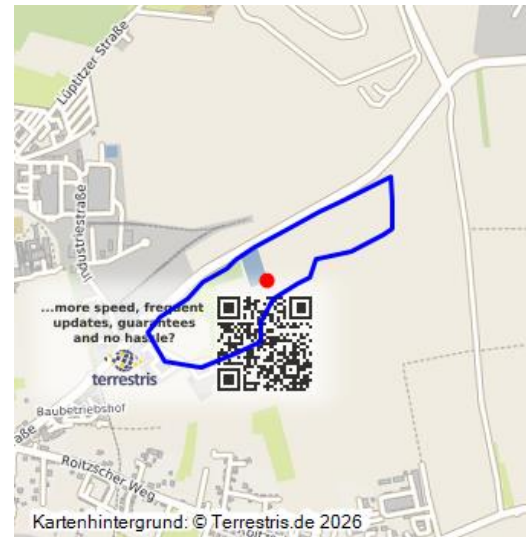 Lüptitzer Straße
Industriestraße
...more speed, frequent
updates, guarantees
and no hassle?
terrestris
Baubetriebshof
aße
Roitzscher Weg
Kartenhintergrund: © Terrestris.de 2026